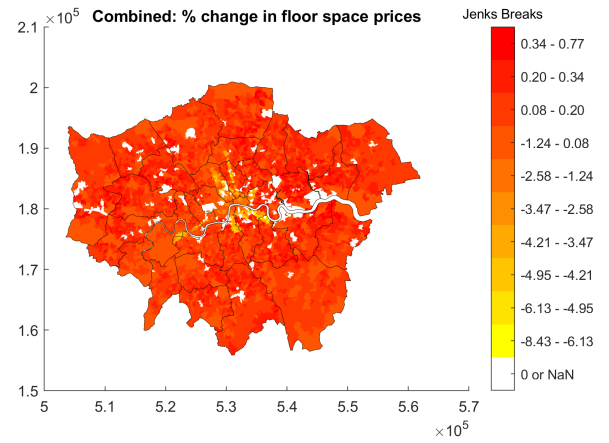 ×10⁵
Combined: % change in floor space prices
Jenks Breaks
2.1
2
1.9
1.8
1.7
1.6
1.5
5
5.1
5.2
5.3
5.4
5.5
5.6
5.7
×10⁵
0.34 - 0.77
0.20 - 0.34
0.08 - 0.20
-1.24 - 0.08
-2.58 - -1.24
-3.47 - -2.58
-4.21 - -3.47
-4.95 - -4.21
-6.13 - -4.95
-8.43 - -6.13
0 or NaN